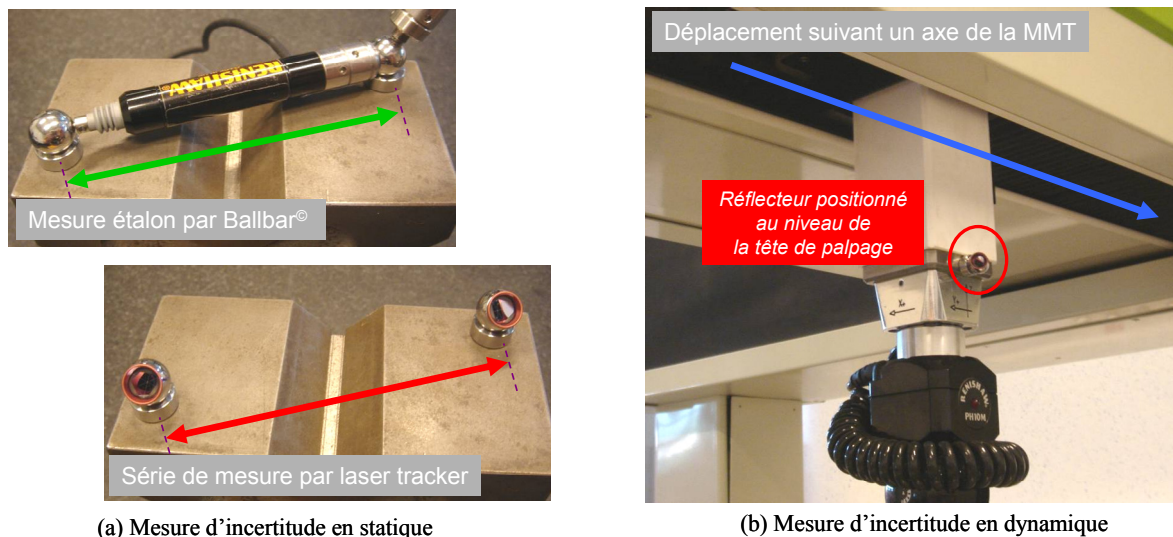 RENISHAW
Mesure étalon par Ballbar©
Série de mesure par laser tracker
(a) Mesure d'incertitude en statique
Déplacement suivant un axe de la MMT
Réflecteur positionné
au niveau de
la tête de palpage
X+
Y+
RENISHAW
PH10M
(b) Mesure d'incertitude en dynamique